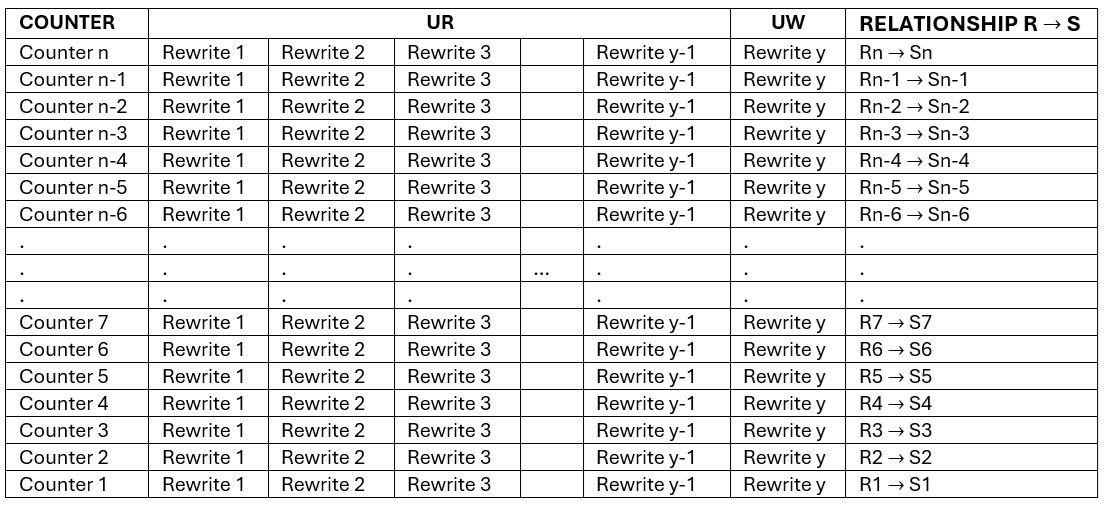 COUNTER UR UW RELATIONSHIP R → S
Counter n Rewrite 1 Rewrite 2 Rewrite 3 Rewrite y-1 Rewrite y Rn → Sn
Counter n-1 Rewrite 1 Rewrite 2 Rewrite 3 Rewrite y-1 Rewrite y Rn-1 → Sn-1
Counter n-2 Rewrite 1 Rewrite 2 Rewrite 3 Rewrite y-1 Rewrite y Rn-2 → Sn-2
Counter n-3 Rewrite 1 Rewrite 2 Rewrite 3 Rewrite y-1 Rewrite y Rn-3 → Sn-3
Counter n-4 Rewrite 1 Rewrite 2 Rewrite 3 Rewrite y-1 Rewrite y Rn-4 → Sn-4
Counter n-5 Rewrite 1 Rewrite 2 Rewrite 3 Rewrite y-1 Rewrite y Rn-5 → Sn-5
Counter n-6 Rewrite 1 Rewrite 2 Rewrite 3 Rewrite y-1 Rewrite y Rn-6 → Sn-6
. . . . . . .
. . . . ... . . .
. . . . . . .
Counter 7 Rewrite 1 Rewrite 2 Rewrite 3 Rewrite y-1 Rewrite y R7 → S7
Counter 6 Rewrite 1 Rewrite 2 Rewrite 3 Rewrite y-1 Rewrite y R6 → S6
Counter 5 Rewrite 1 Rewrite 2 Rewrite 3 Rewrite y-1 Rewrite y R5 → S5
Counter 4 Rewrite 1 Rewrite 2 Rewrite 3 Rewrite y-1 Rewrite y R4 → S4
Counter 3 Rewrite 1 Rewrite 2 Rewrite 3 Rewrite y-1 Rewrite y R3 → S3
Counter 2 Rewrite 1 Rewrite 2 Rewrite 3 Rewrite y-1 Rewrite y R2 → S2
Counter 1 Rewrite 1 Rewrite 2 Rewrite 3 Rewrite y-1 Rewrite y R1 → S1